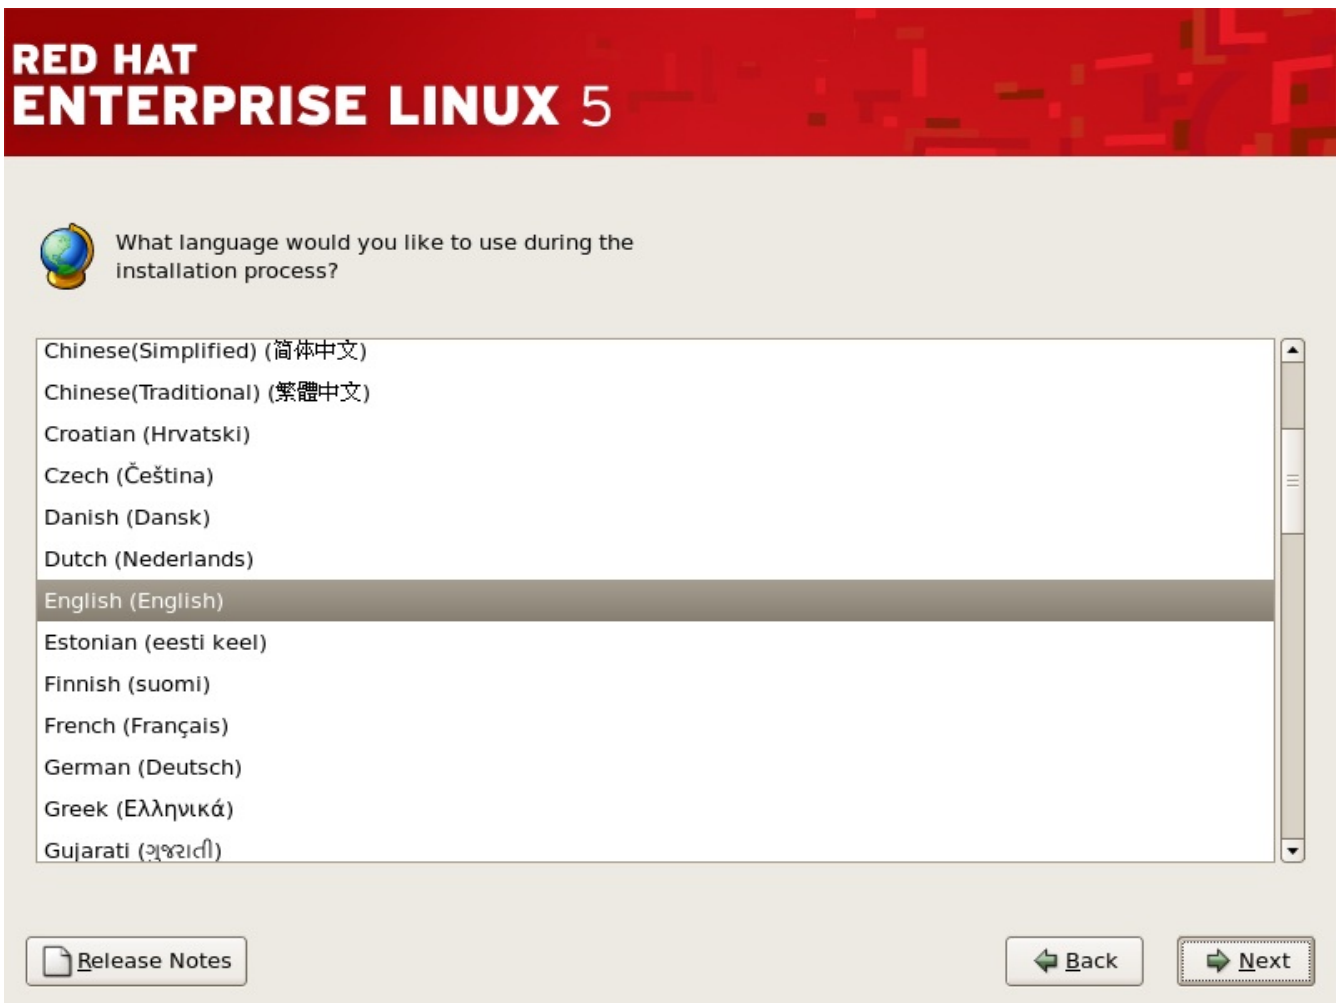 RED HAT
ENTERPRISE LINUX 5
What language would you like to use during the
installation process?
Chinese(Simplified) (简体中文)
Chinese(Traditional) (繁體中文)
Croatian (Hrvatski)
Czech (Čeština)
Danish (Dansk)
Dutch (Nederlands)
English (English)
Estonian (eesti keel)
Finnish (suomi)
French (Français)
German (Deutsch)
Greek (Ελληνικά)
Gujarati (ગુજરાતી)
Release Notes
Back
Next